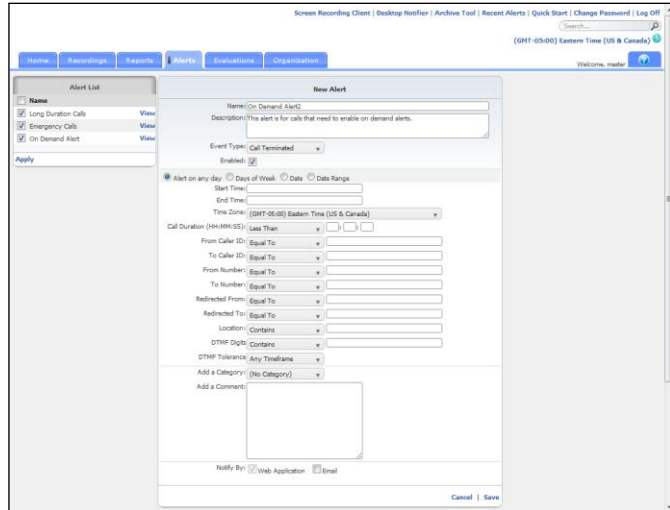 Screen Recording Client | Desktop Notifier | Archive Tool | Recent Alerts | Quick Start | Change Password | Log Off
Search...
(GMT-05:00) Eastern Time (US & Canada)
Home Recordings Reports Alerts Evaluations Organization
Welcome, master
Alert List
Name
Long Duration Calls View
Emergency Calls View
On Demand Alert View
Apply
New Alert
Name: On Demand Alert2
Description: This alert is for calls that need to enable on demand alerts.
Event Type: Call Terminated
Enabled:
Alert on any day Days of Week Date Date Range
Start Time:
End Time:
Time Zone: (GMT-05:00) Eastern Time (US & Canada)
Call Duration (HH:MM:SS): Less Than : :
From Caller ID: Equal To
To Caller ID: Equal To
From Number: Equal To
To Number: Equal To
Redirected From: Equal To
Redirected To: Equal To
Location: Contains
DTMF Digits Contains
DTMF Tolerance Any Timeframe
Add a Category: (No Category)
Add a Comment:
Notify By: Web Application Email
Cancel | Save